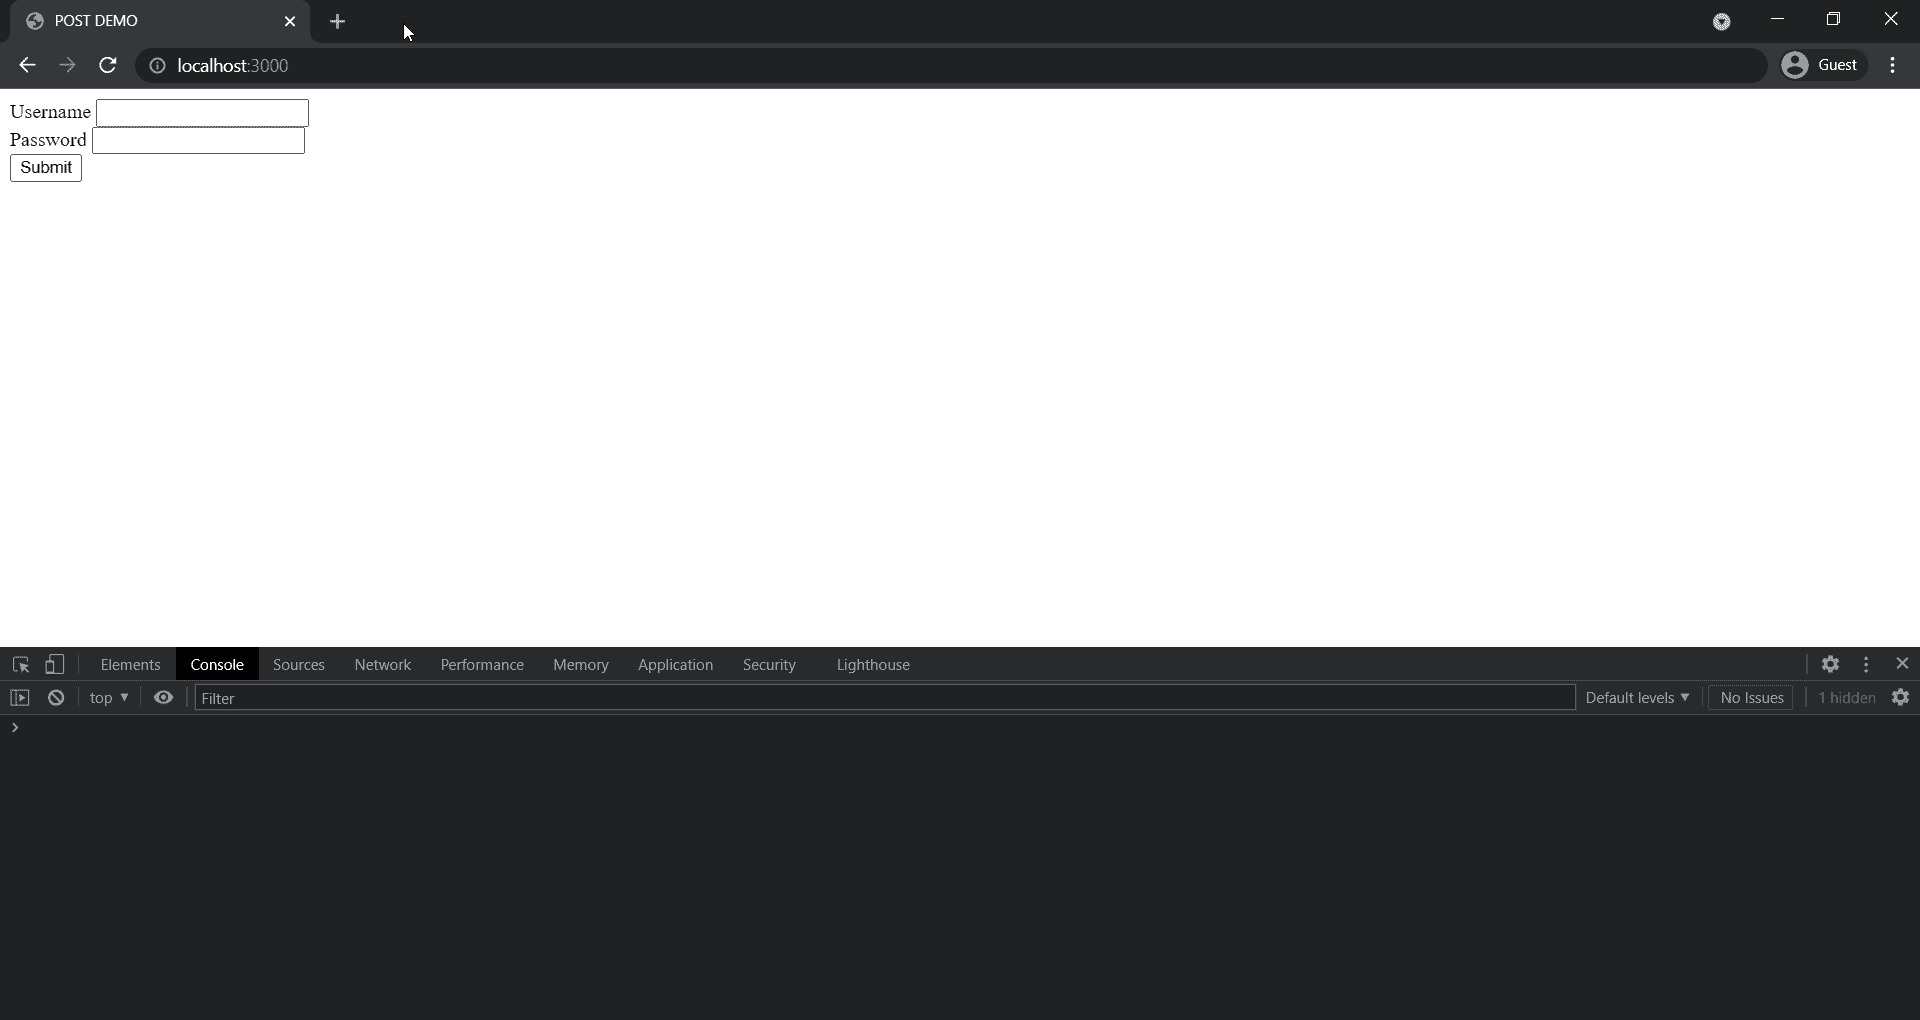 POST DEMO
localhost:3000
Guest
Username
Password
Submit
Elements Console Sources Network Performance Memory Application Security Lighthouse
top Filter Default levels No Issues 1 hidden